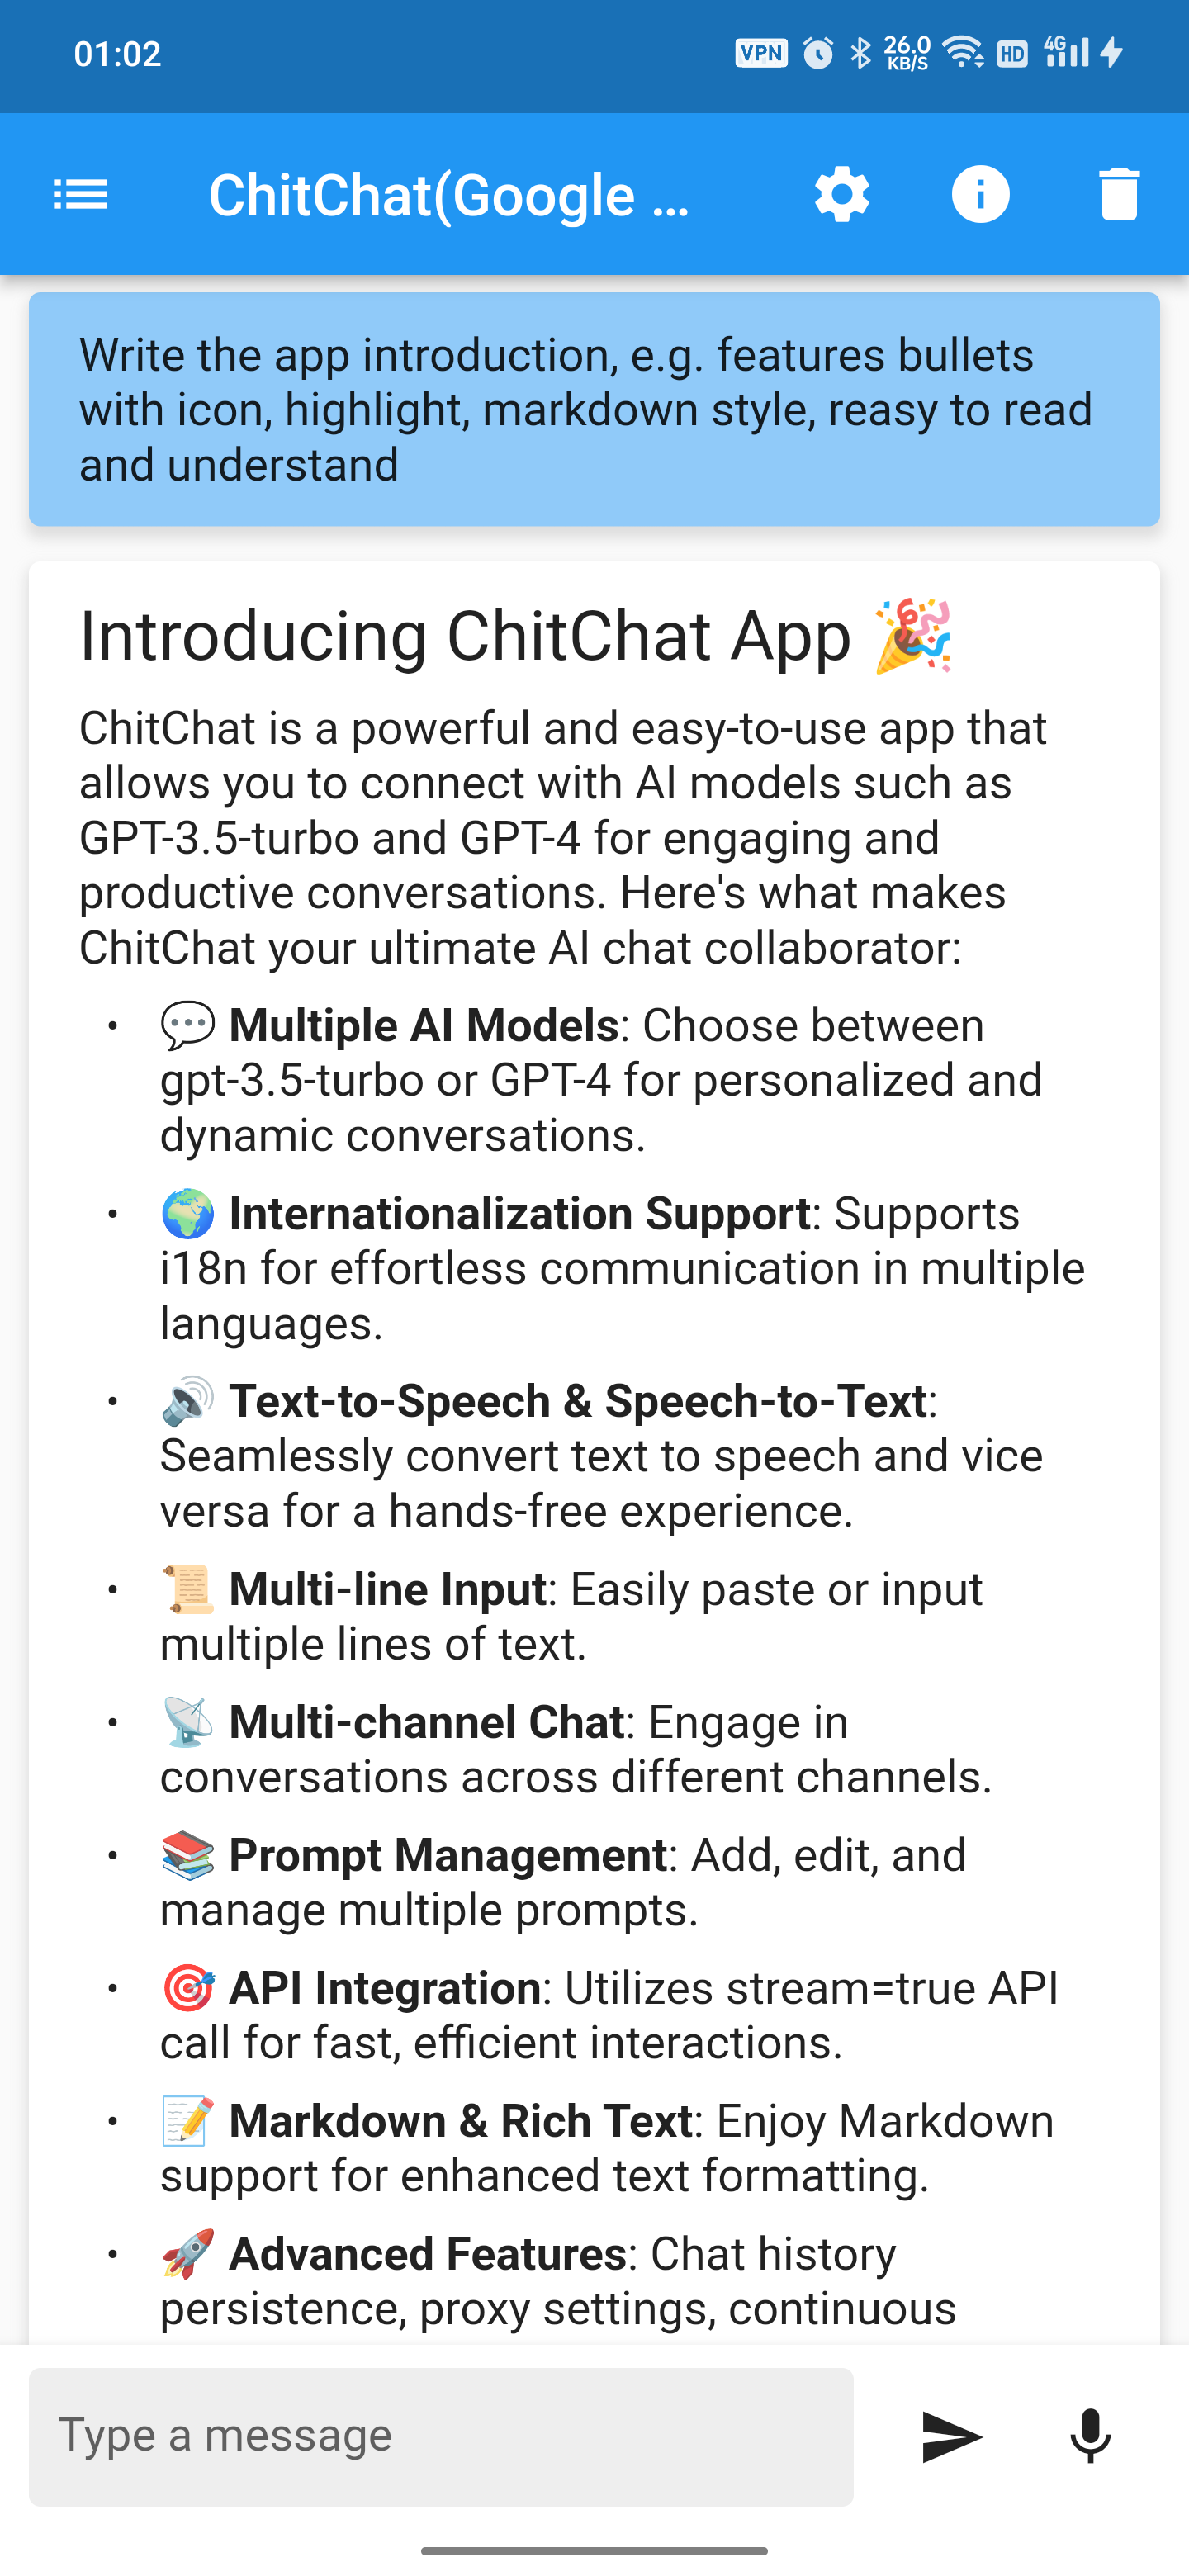 01:02
VPN 26.0 KB/S HD 4G
ChitChat(Google ...
Write the app introduction, e.g. features bullets
with icon, highlight, markdown style, reasy to read
and understand
Introducing ChitChat App 🎉
ChitChat is a powerful and easy-to-use app that
allows you to connect with AI models such as
GPT-3.5-turbo and GPT-4 for engaging and
productive conversations. Here's what makes
ChitChat your ultimate AI chat collaborator:
• 💬 Multiple AI Models: Choose between
gpt-3.5-turbo or GPT-4 for personalized and
dynamic conversations.
• 🌍 Internationalization Support: Supports
i18n for effortless communication in multiple
languages.
• 🔊 Text-to-Speech & Speech-to-Text:
Seamlessly convert text to speech and vice
versa for a hands-free experience.
• 📜 Multi-line Input: Easily paste or input
multiple lines of text.
• 📡 Multi-channel Chat: Engage in
conversations across different channels.
• 📚 Prompt Management: Add, edit, and
manage multiple prompts.
• 🎯 API Integration: Utilizes stream=true API
call for fast, efficient interactions.
• 📝 Markdown & Rich Text: Enjoy Markdown
support for enhanced text formatting.
• 🚀 Advanced Features: Chat history
persistence, proxy settings, continuous
Type a message